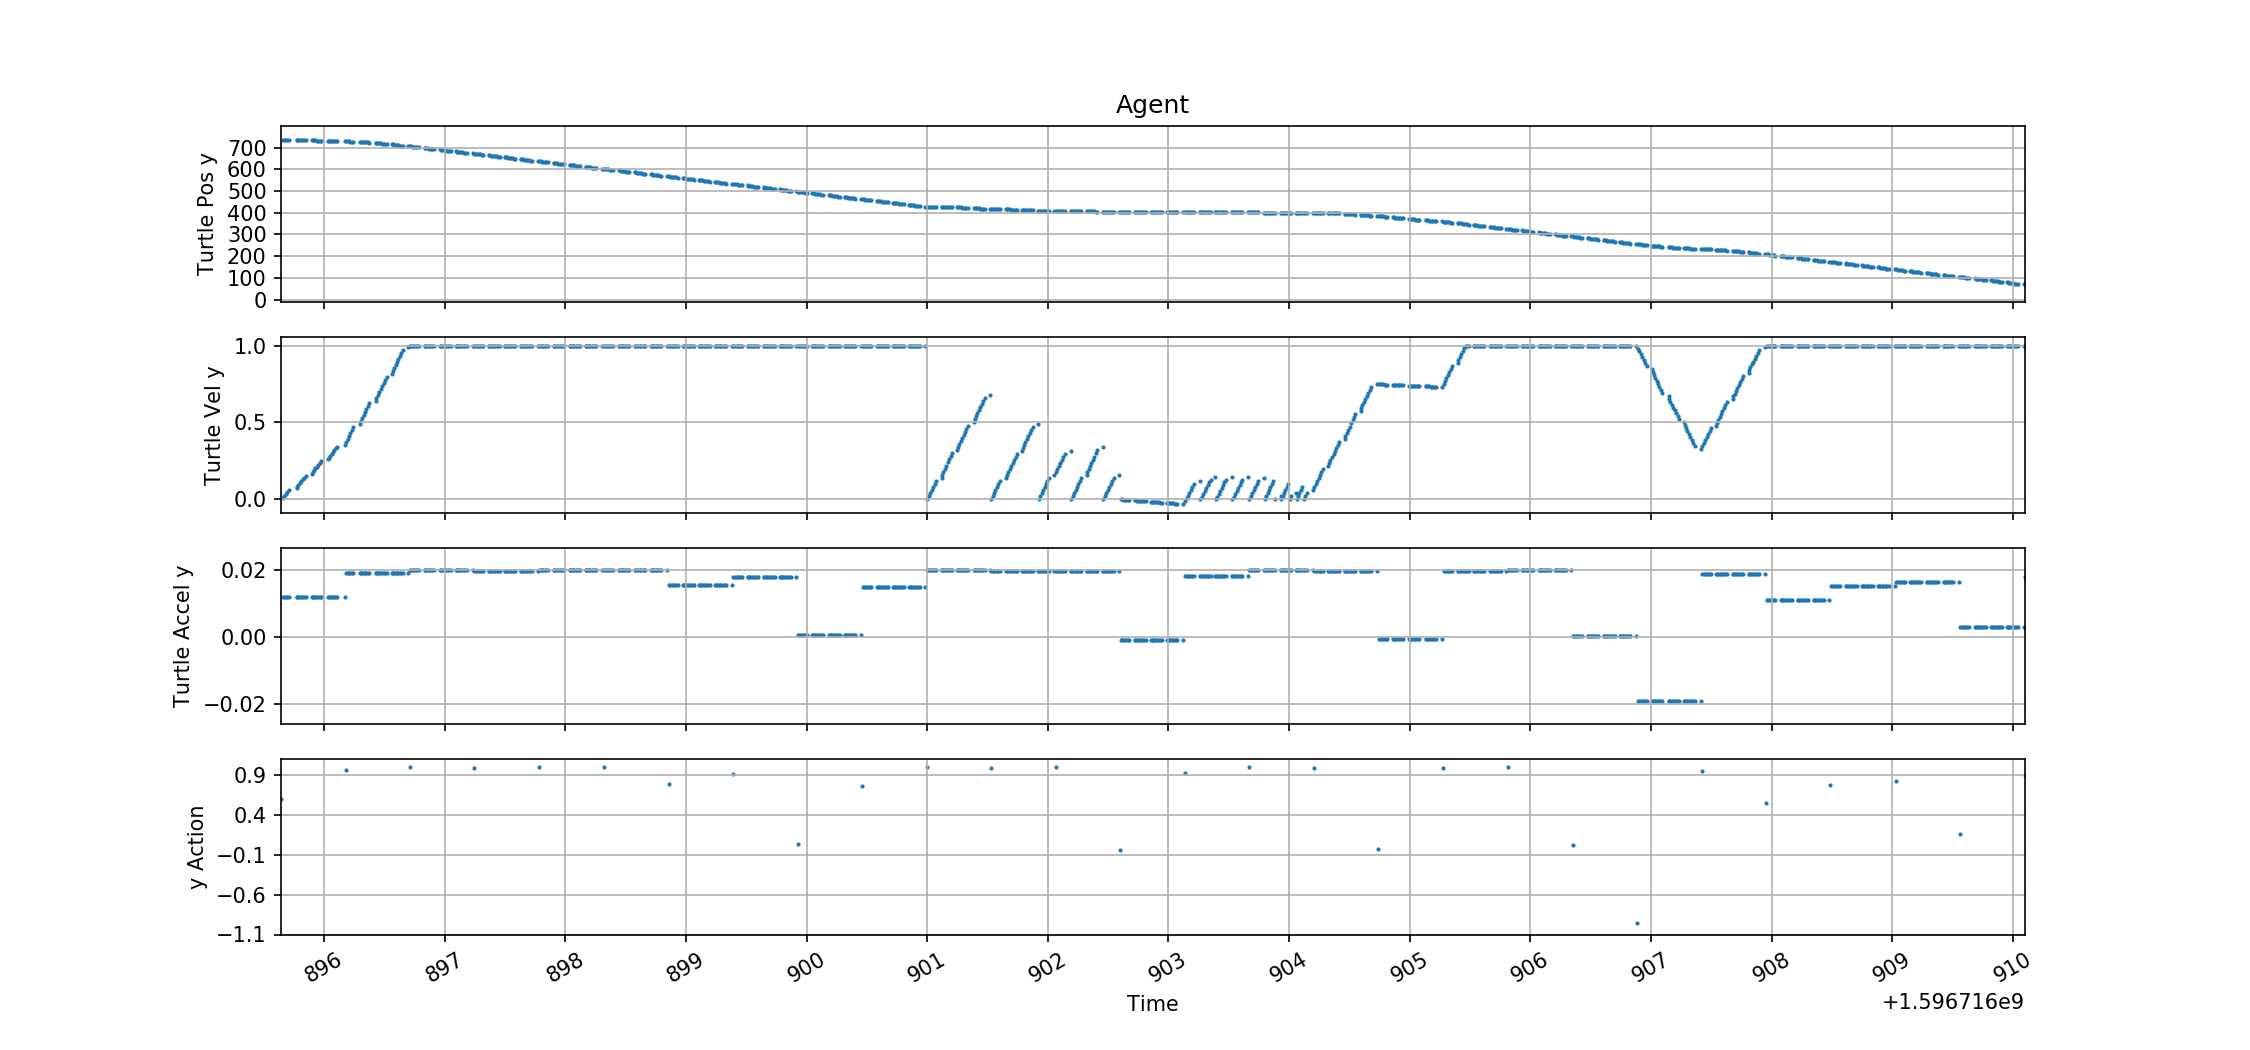 Agent
Turtle Pos y
700
600
500
400
300
200
100
0
Turtle Vel y
1.0
0.5
0.0
Turtle Accel y
0.02
0.00
−0.02
y Action
0.9
0.4
−0.1
−0.6
−1.1
896 897 898 899 900 901 902 903 904 905 906 907 908 909 910
Time
+1.596716e9